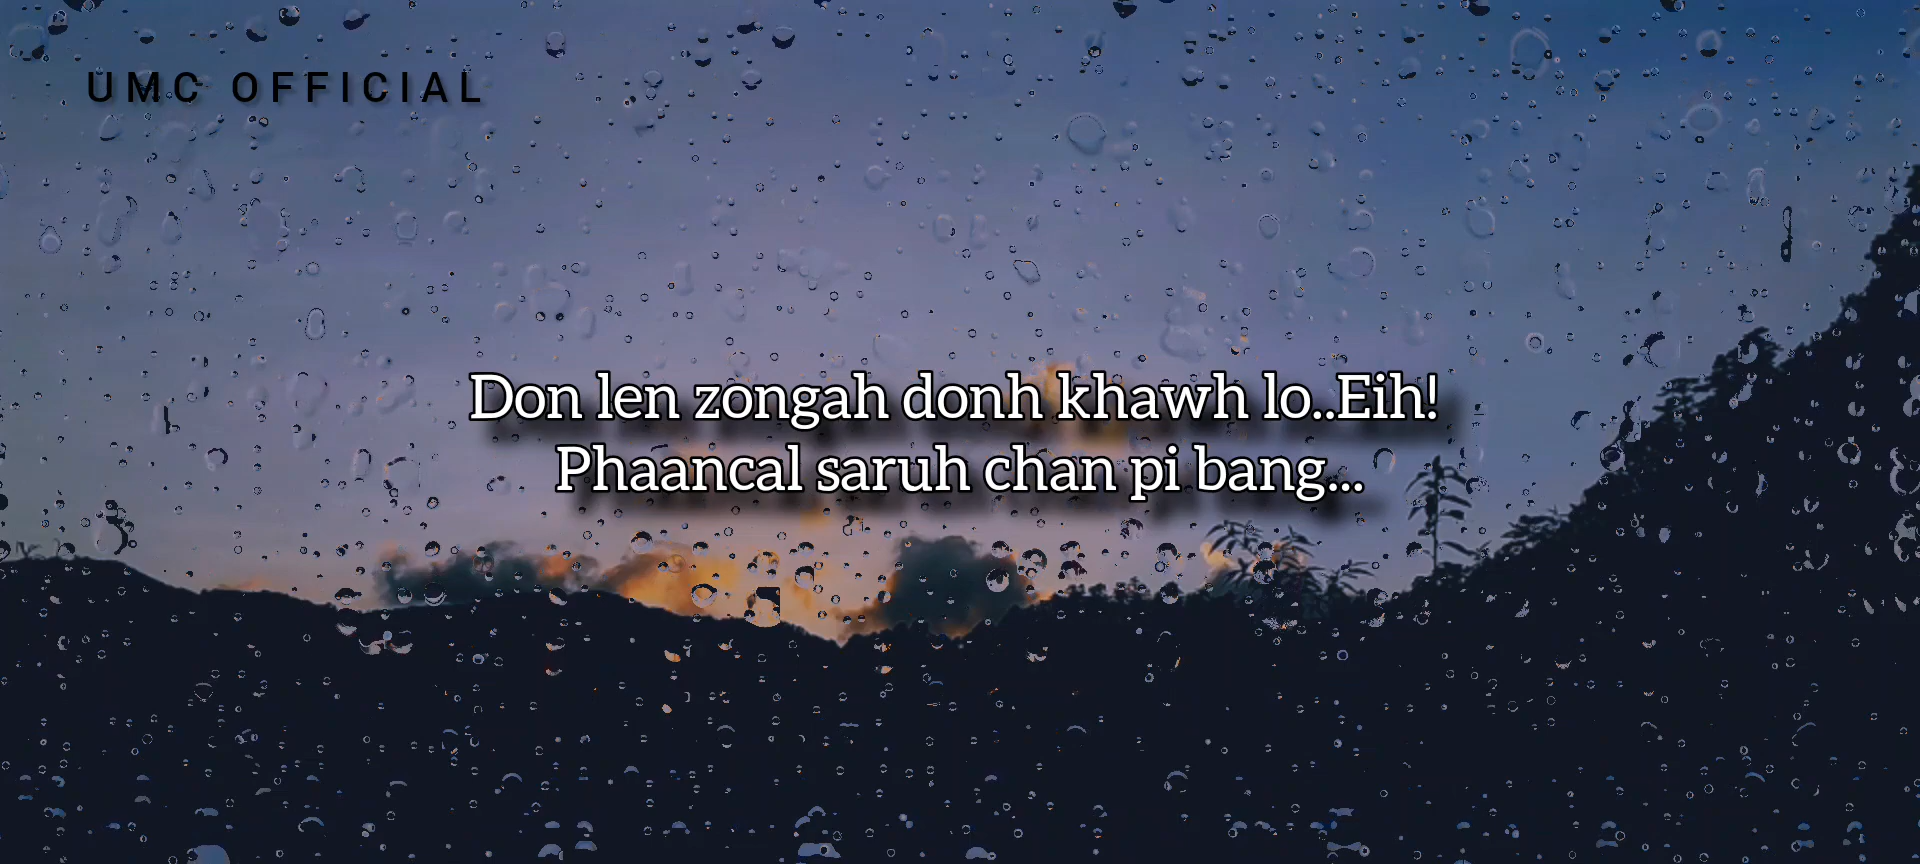 UMC OFFICIAL
Don len zongah donh khawh lo..Eih!
Phaancal saruh chan pi bang...